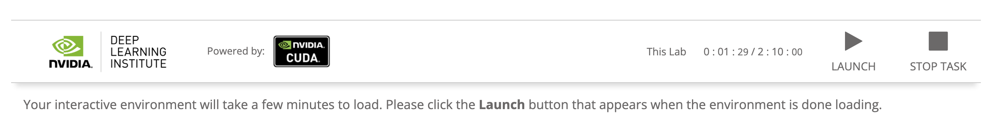 NVIDIA.
DEEP
LEARNING
INSTITUTE
Powered by:
NVIDIA.
CUDA.
This Lab 0 : 01 : 29 / 2 : 10 : 00
LAUNCH
STOP TASK
Your interactive environment will take a few minutes to load. Please click the Launch button that appears when the environment is done loading.